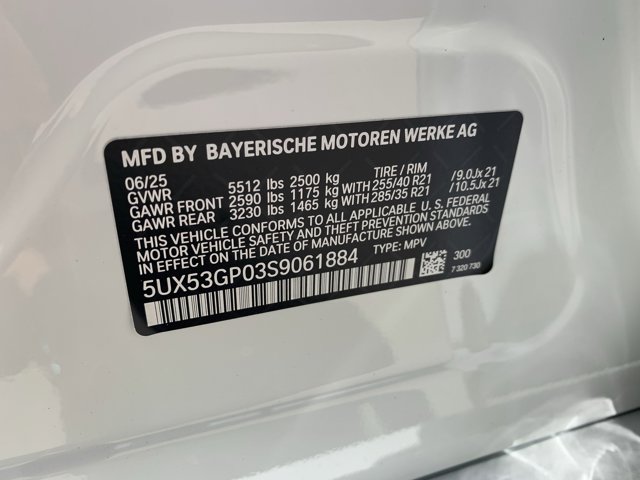 MFD BY BAYERISCHE MOTOREN WERKE AG
06/25 TIRE / RIM
GVWR 5512 lbs 2500 kg
GAWR FRONT 2590 lbs 1175 kg WITH 255/40 R21 /9.0Jx 21
GAWR REAR 3230 lbs 1465 kg WITH 285/35 R21 /10.5Jx 21
THIS VEHICLE CONFORMS TO ALL APPLICABLE U. S. FEDERAL
MOTOR VEHICLE SAFETY AND THEFT PREVENTION STANDARDS
IN EFFECT ON THE DATE OF MANUFACTURE SHOWN ABOVE.
5UX53GP03S9061884 TYPE: MPV
300
7 320 730